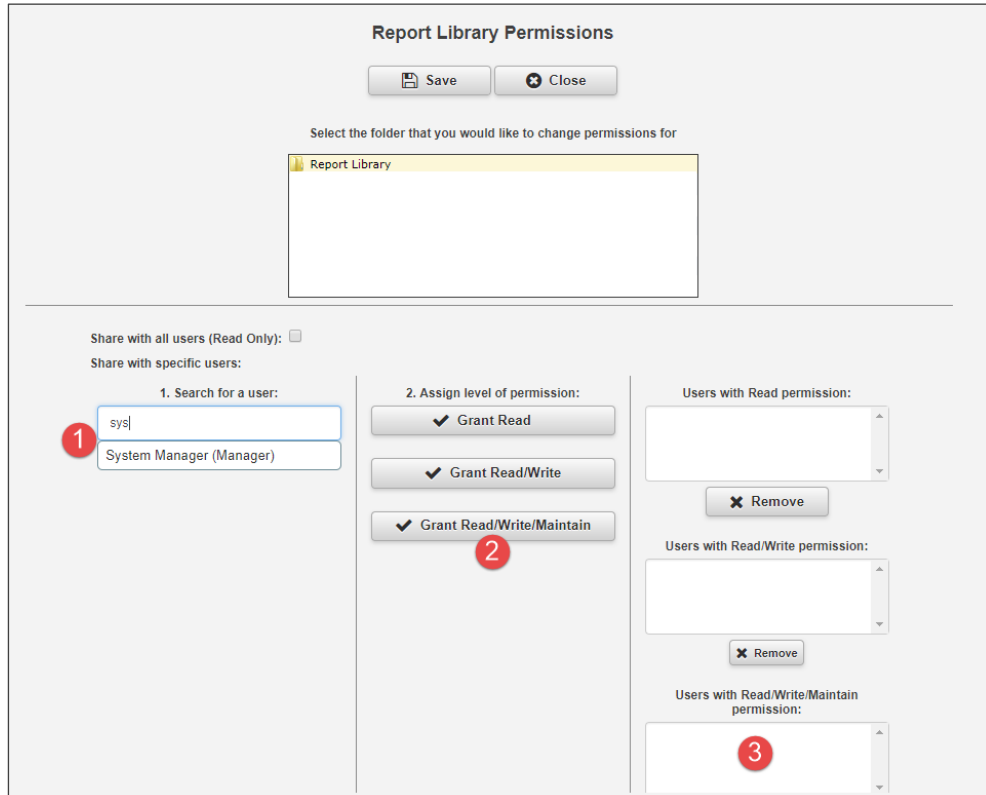 Report Library Permissions
Save
Close
Select the folder that you would like to change permissions for
Report Library
Share with all users (Read Only):
Share with specific users:
1. Search for a user:
sys
System Manager (Manager)
1
2. Assign level of permission:
Grant Read
Grant Read/Write
Grant Read/Write/Maintain
2
Users with Read permission:
Remove
Users with Read/Write permission:
Remove
Users with Read/Write/Maintain
permission:
3